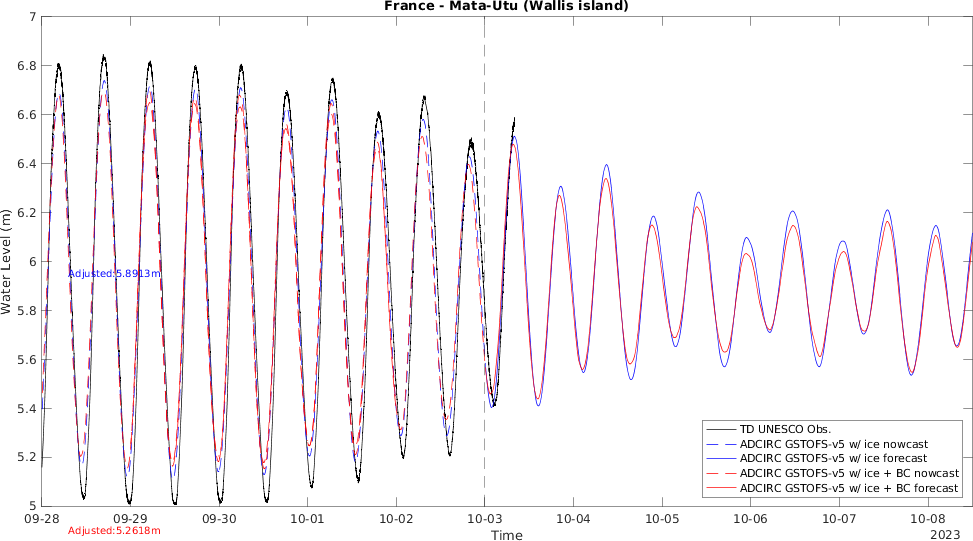 France - Mata-Utu (Wallis island)
7
6.8
6.6
6.4
6.2
6
5.8
5.6
5.4
5.2
5
Water Level (m)
Adjusted:5.8913m
TD UNESCO Obs.
ADCIRC GSTOFS-v5 w/ ice nowcast
ADCIRC GSTOFS-v5 w/ ice forecast
ADCIRC GSTOFS-v5 w/ ice + BC nowcast
ADCIRC GSTOFS-v5 w/ ice + BC forecast
09-28 09-29 09-30 10-01 10-02 10-03 10-04 10-05 10-06 10-07 10-08
Adjusted:5.2618m
Time
2023